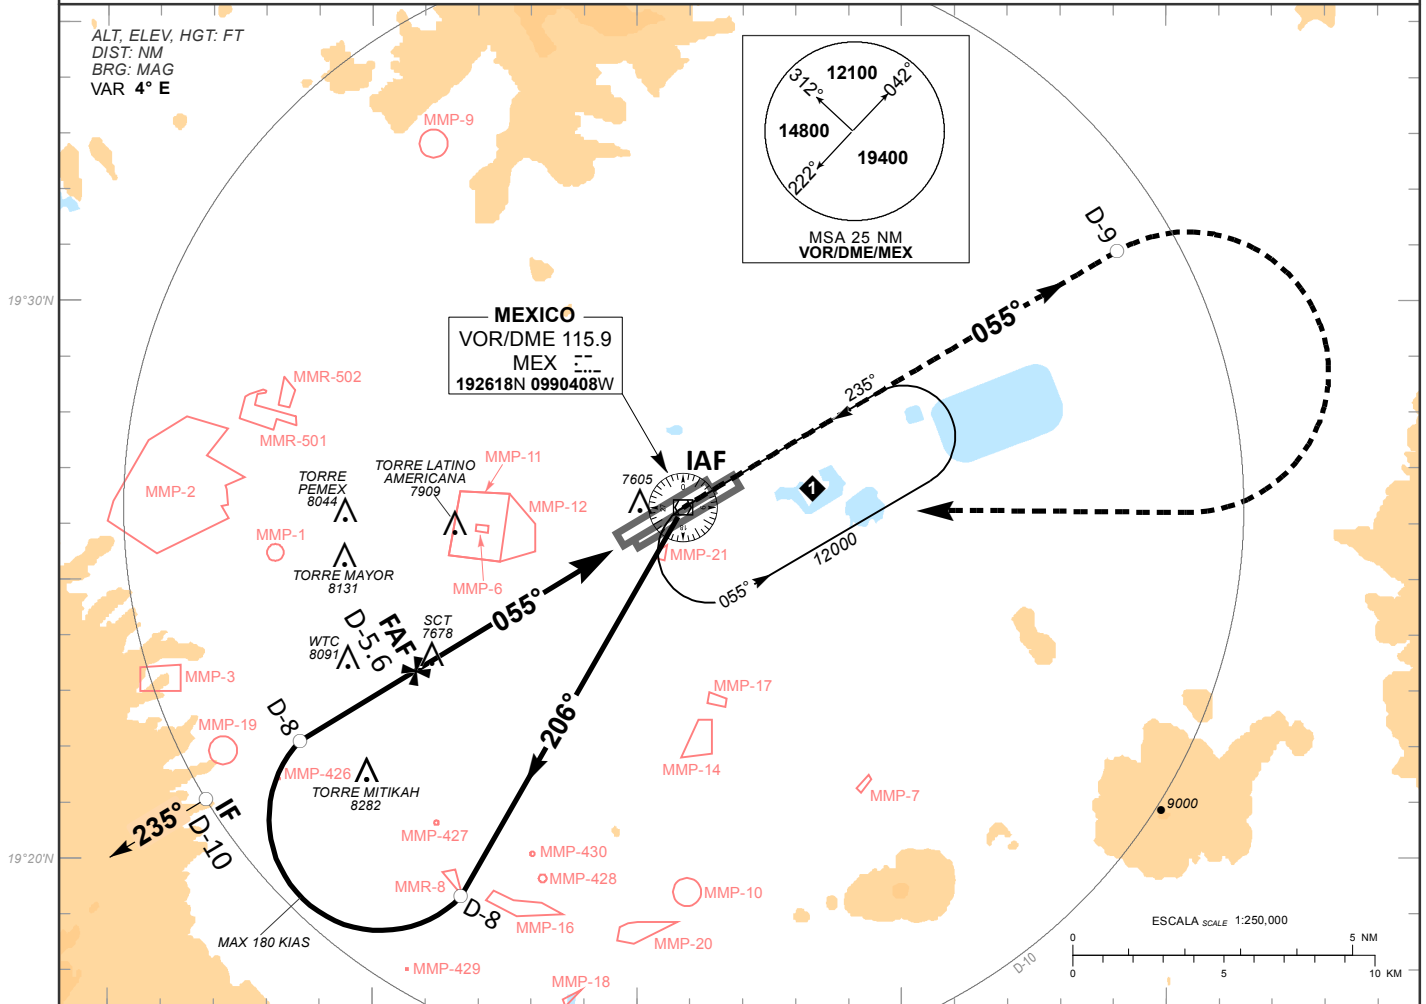 ALT, ELEV, HGT: FT
DIST: NM
BRG: MAG
VAR 4° E
MMP-9
312°
12100
042°
14800
19400
222°
MSA 25 NM
VOR/DME/MEX
D-9
19°30'N
MEXICO
VOR/DME 115.9
MEX
192618N 0990408W
055°
235°
MMR-502
MMR-501
MMP-2
TORRE
PEMEX
8044
TORRE LATINO
AMERICANA
7909
MMP-11
MMP-12
7605
IAF
1
MMP-1
TORRE MAYOR
8131
MMP-6
MMP-21
12000
055°
055°
FAF
D-5.6
SCT
7678
WTC
8091
MMP-3
MMP-17
D-8
206°
MMP-19
MMP-14
MMP-426
TORRE MITIKAH
8282
MMP-7
9000
IF
D-10
235°
MMP-427
19°20'N
MMP-430
MMP-428
MMR-8
MMP-10
D-8
MMP-16
MMP-20
MAX 180 KIAS
ESCALA SCALE 1:250,000
0 5 NM
0 5 10 KM
D-10
MMP-429
MMP-18